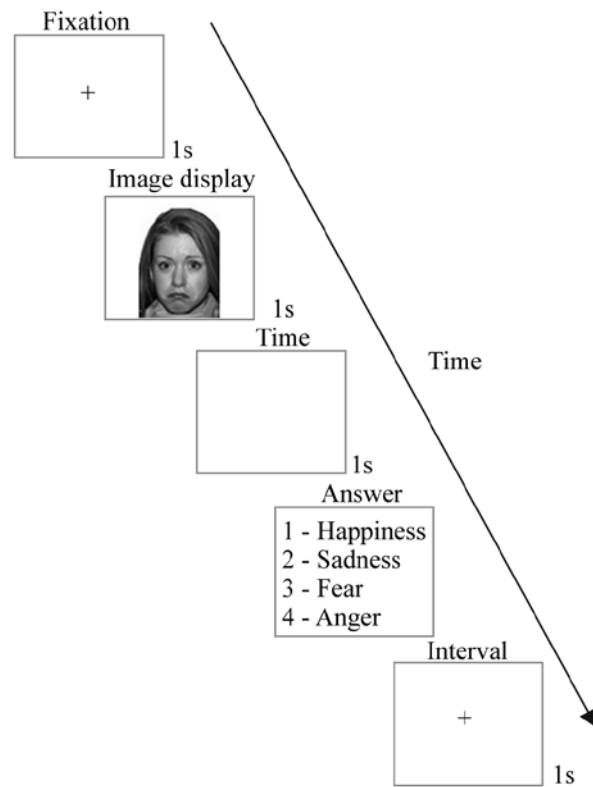 Fixation
+
1s
Image display
1s
Time
Time
1s
Answer
1 - Happiness
2 - Sadness
3 - Fear
4 - Anger
Interval
+
1s